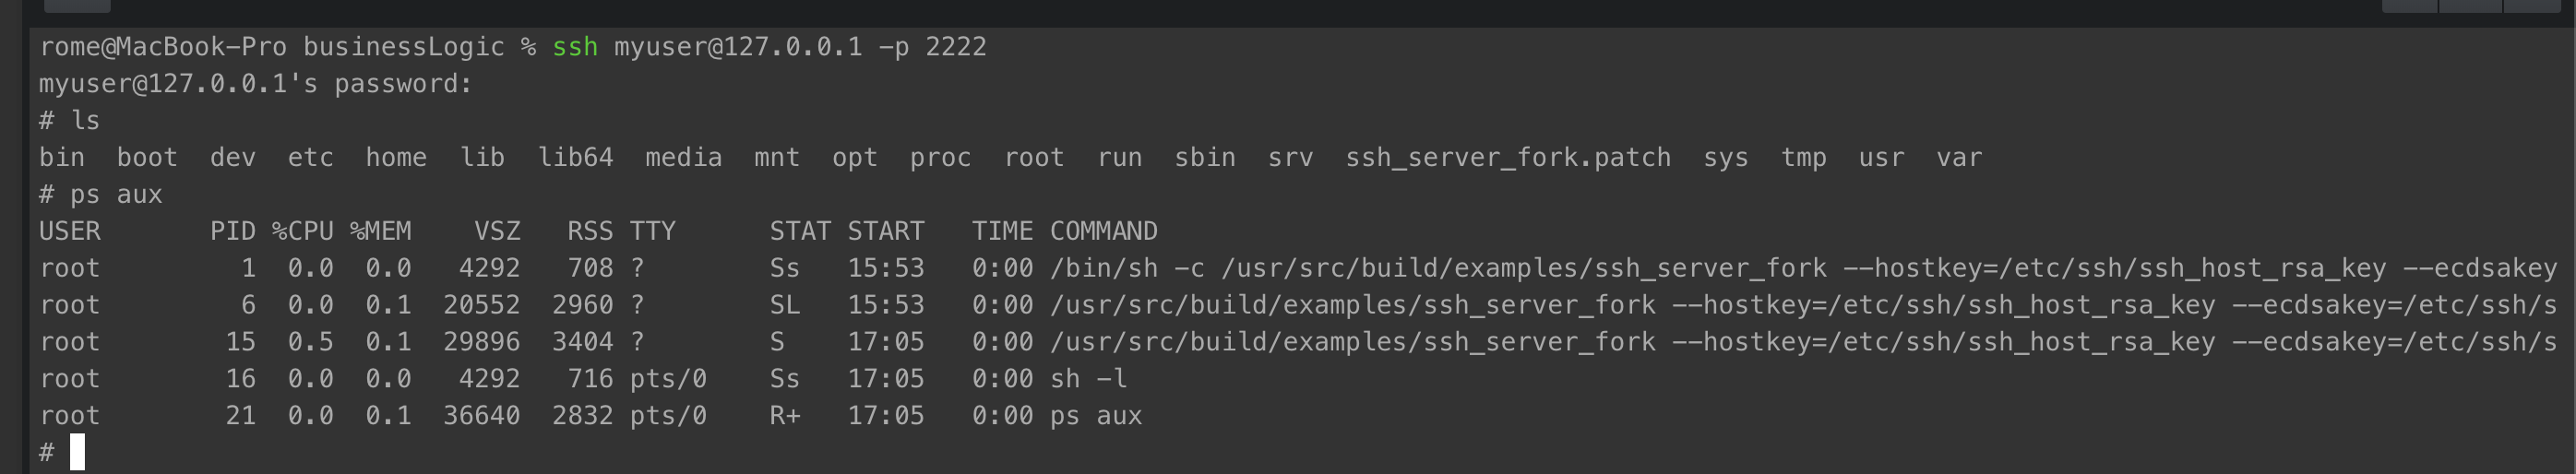 rome@MacBook-Pro businessLogic % ssh myuser@127.0.0.1 -p 2222
myuser@127.0.0.1's password:
# ls
bin  boot  dev  etc  home  lib  lib64  media  mnt  opt  proc  root  run  sbin  srv  ssh_server_fork.patch  sys  tmp  usr  var
# ps aux
USER       PID %CPU %MEM    VSZ   RSS TTY      STAT START   TIME COMMAND
root         1  0.0  0.0   4292   708 ?        Ss   15:53   0:00 /bin/sh -c /usr/src/build/examples/ssh_server_fork --hostkey=/etc/ssh/ssh_host_rsa_key --ecdsakey
root         6  0.0  0.1  20552  2960 ?        SL   15:53   0:00 /usr/src/build/examples/ssh_server_fork --hostkey=/etc/ssh/ssh_host_rsa_key --ecdsakey=/etc/ssh/s
root        15  0.5  0.1  29896  3404 ?        S    17:05   0:00 /usr/src/build/examples/ssh_server_fork --hostkey=/etc/ssh/ssh_host_rsa_key --ecdsakey=/etc/ssh/s
root        16  0.0  0.0   4292   716 pts/0    Ss   17:05   0:00 sh -l
root        21  0.0  0.1  36640  2832 pts/0    R+   17:05   0:00 ps aux
#